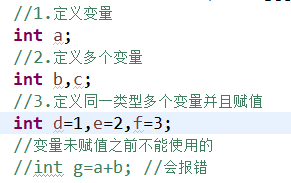 //1.定义变量
int a;
//2.定义多个变量
int b,c;
//3.定义同一类型多个变量并且赋值
int d=1,e=2,f=3;
//变量未赋值之前不能使用的
//int g=a+b; //会报错